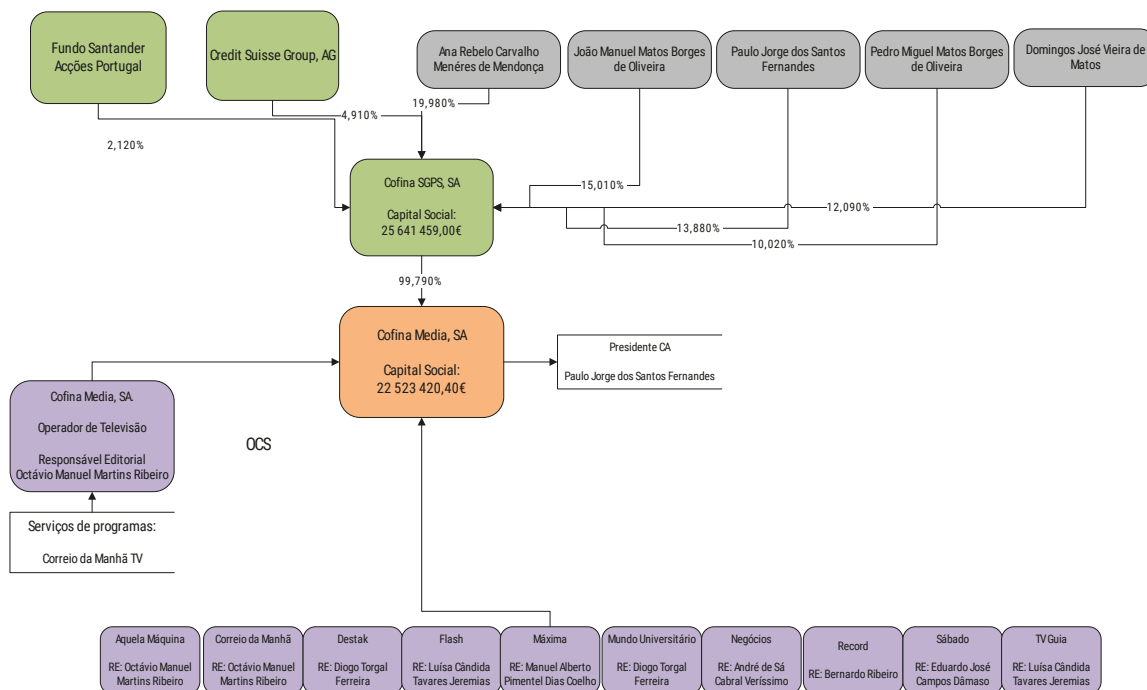 Fundo Santander
Acções Portugal
Credit Suisse Group, AG
Ana Rebelo Carvalho
Menéres de Mendonça
João Manuel Matos Borges
de Oliveira
Paulo Jorge dos Santos
Fernandes
Pedro Miguel Matos Borges
de Oliveira
Domingos José Vieira de
Matos
19,980%
4,910%
2,120%
15,010%
12,090%
13,880%
10,020%
Cofina SGPS, SA
Capital Social:
25 641 459,00€
99,790%
Cofina Media, SA
Capital Social:
22 523 420,40€
Presidente CA
Paulo Jorge dos Santos Fernandes
Cofina Media, SA.
Operador de Televisão
Responsável Editorial
Octávio Manuel Martins Ribeiro
OCS
Serviços de programas:
Correio da Manhã TV
Aquela Máquina
RE: Octávio Manuel
Martins Ribeiro
Correio da Manhã
RE: Octávio Manuel
Martins Ribeiro
Destak
RE: Diogo Torgal
Ferreira
Flash
RE: Luísa Cândida
Tavares Jeremias
Máxima
RE: Manuel Alberto
Pimentel Dias Coelho
Mundo Universitário
RE: Diogo Torgal
Ferreira
Negócios
RE: André de Sá
Cabral Veríssimo
Record
RE: Bernardo Ribeiro
Sábado
RE: Eduardo José
Campos Dâmaso
TV Guia
RE: Luísa Cândida
Tavares Jeremias